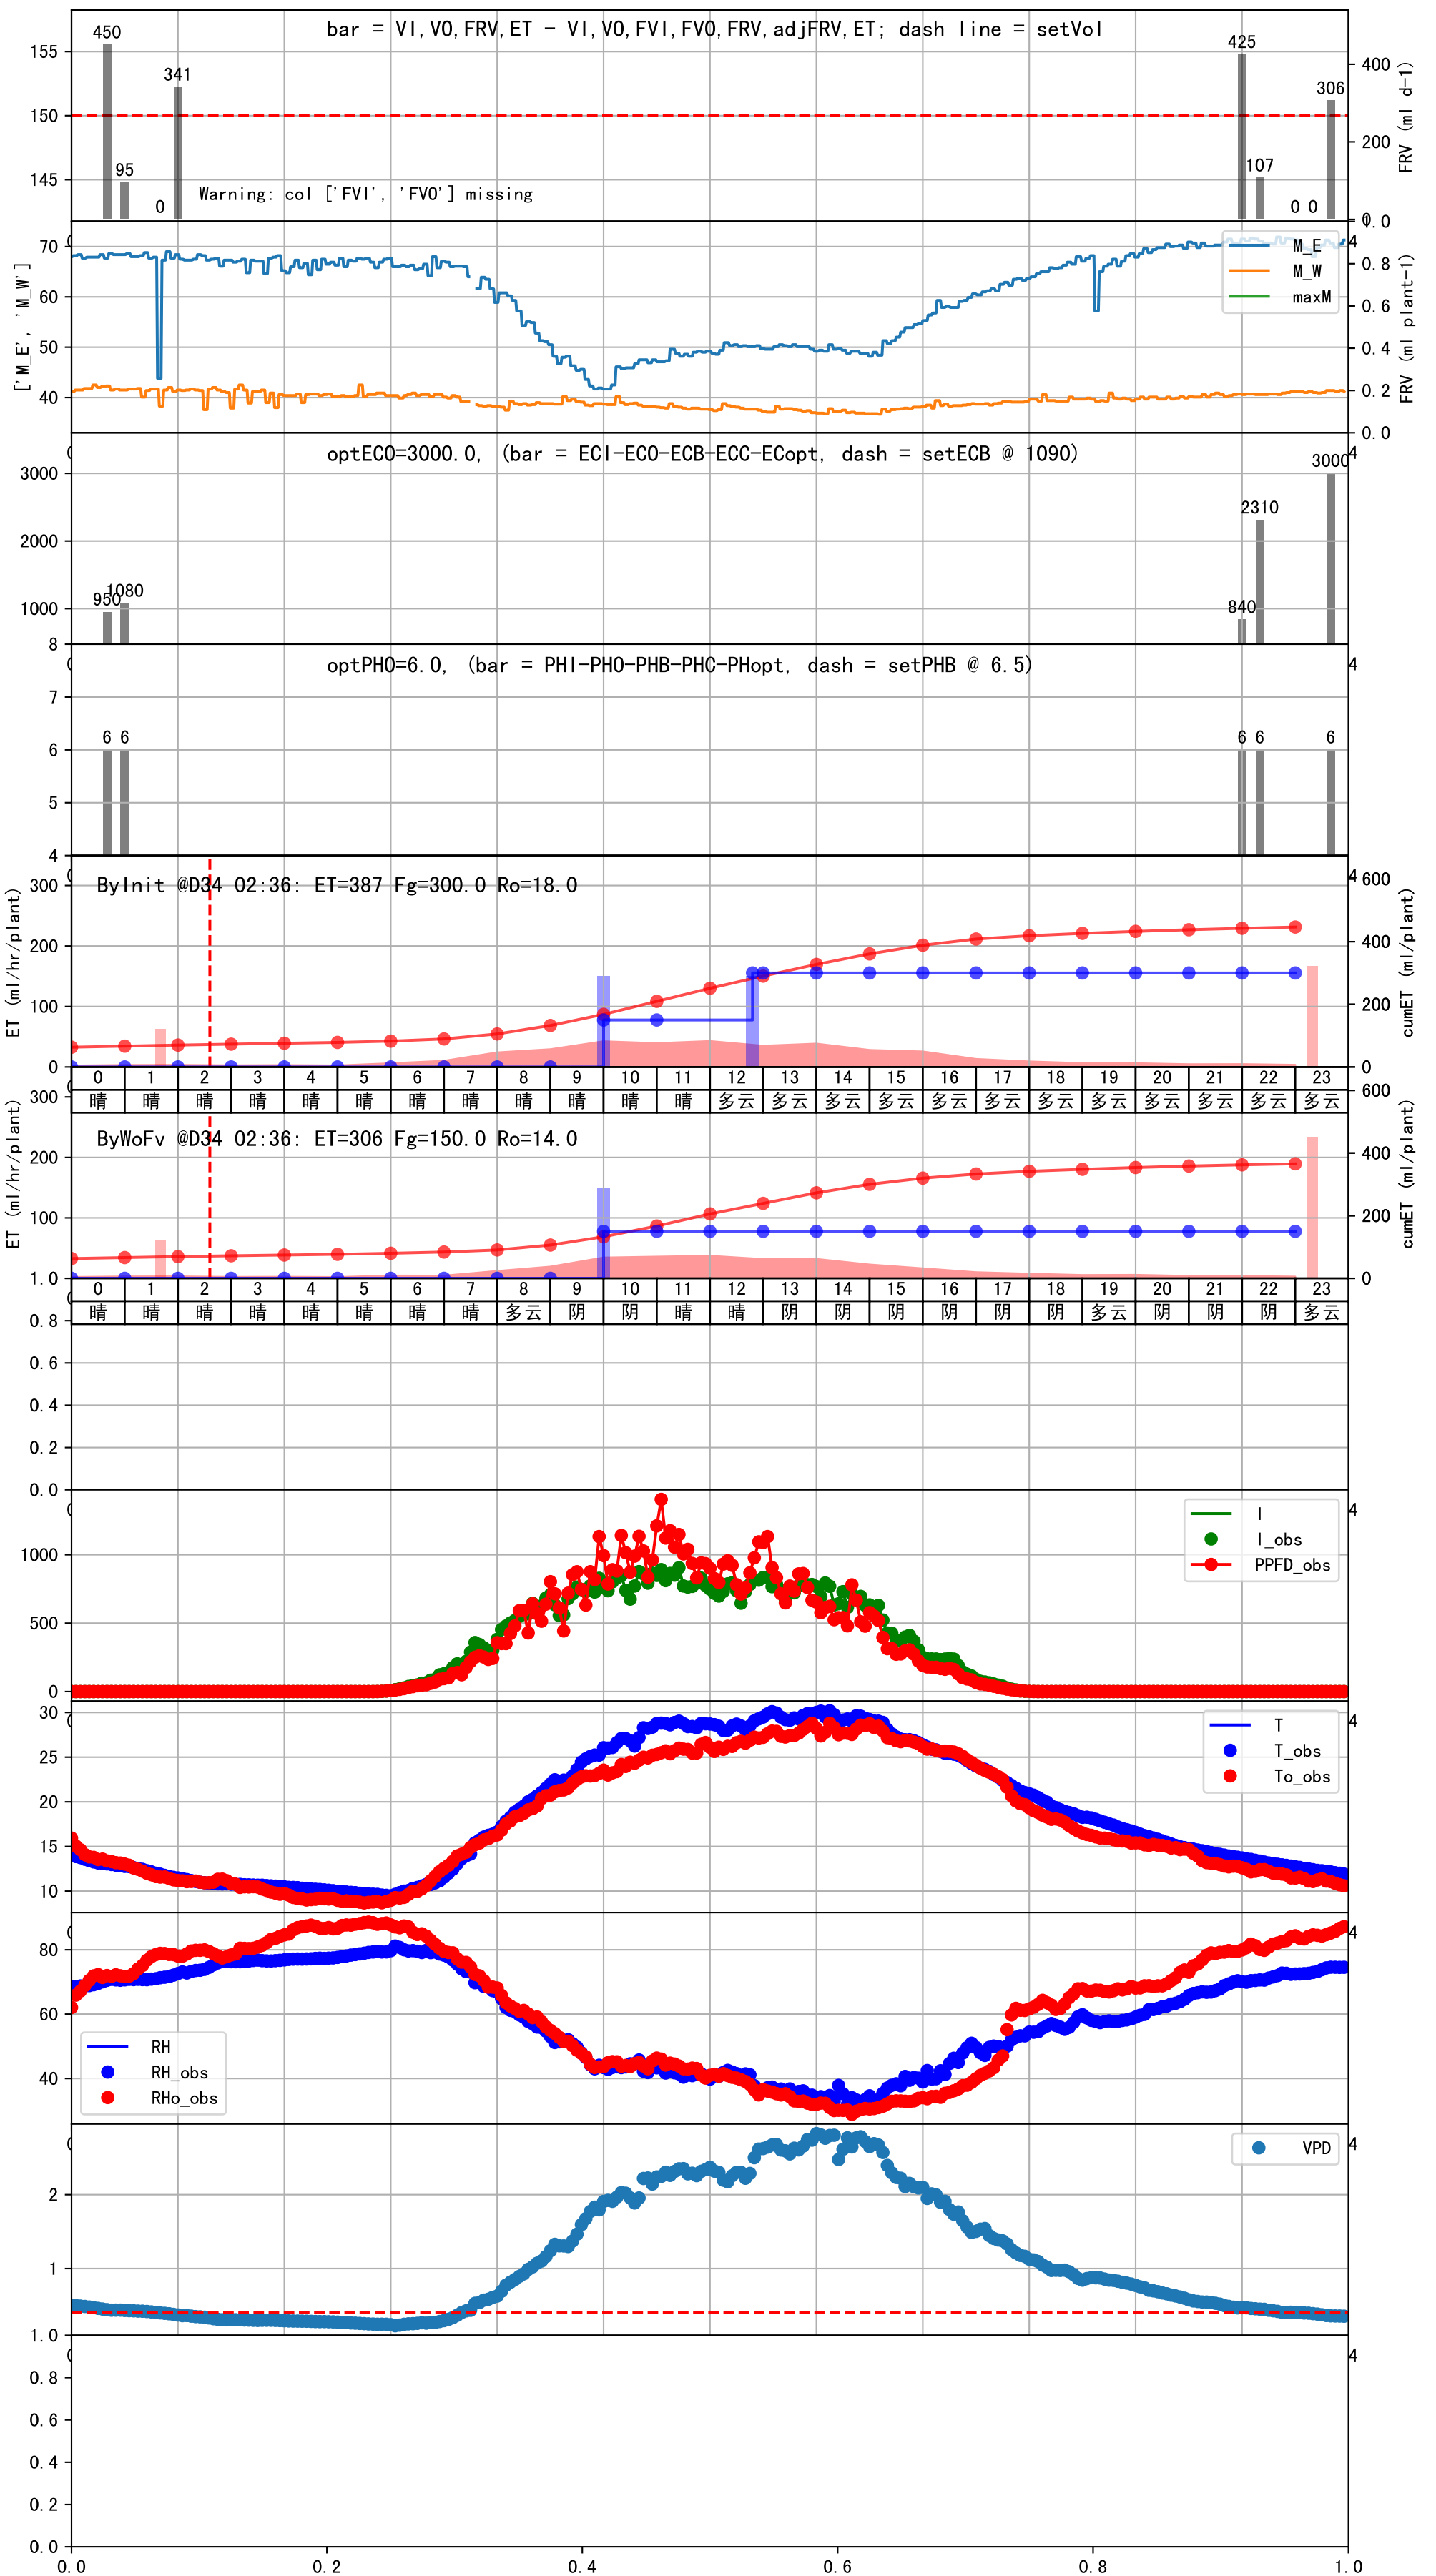 bar = VI,VO,FRV,ET - VI,VO,FVI,FVO,FRV,adjFRV,ET; dash line = setVol
450
341
95
0
425
107
0 0
306
155
150
145
400
200
0
FRV (ml d-1)
Warning: col ['FVI', 'FVO'] missing
['M_E', 'M_W']
70
60
50
40
M_E
M_W
maxM
1.0
0.8
0.6
0.4
0.2
0.0
FRV (ml plant-1)
optECO=3000.0, (bar = ECI-ECO-ECB-ECC-ECopt, dash = setECB @ 1090)
3000
2000
1000
950
1080
840
2310
3000
optPHO=6.0, (bar = PHI-PHO-PHB-PHC-PHopt, dash = setPHB @ 6.5)
8
7
6
5
4
6 6
6 6
6
ByInit @D34 02:36: ET=387 Fg=300.0 Ro=18.0
ET (ml/hr/plant)
300
200
100
0
600
400
200
0
cumET (ml/plant)
0 1 2 3 4 5 6 7 8 9 10 11 12 13 14 15 16 17 18 19 20 21 22 23
晴 晴 晴 晴 晴 晴 晴 晴 晴 晴 晴 晴 多云 多云 多云 多云 多云 多云 多云 多云 多云 多云 多云 多云
ByWoFv @D34 02:36: ET=306 Fg=150.0 Ro=14.0
ET (ml/hr/plant)
300
200
100
600
400
200
0
cumET (ml/plant)
0 1 2 3 4 5 6 7 8 9 10 11 12 13 14 15 16 17 18 19 20 21 22 23
晴 晴 晴 晴 晴 晴 晴 晴 多云 阴 阴 晴 晴 阴 阴 阴 阴 阴 阴 多云 阴 阴 阴 多云
1.0
0.8
0.6
0.4
0.2
0.0
1000
500
0
I
I_obs
PPFD_obs
30
25
20
15
10
T
T_obs
To_obs
80
60
40
RH
RH_obs
RHo_obs
2
1
VPD
1.0
0.8
0.6
0.4
0.2
0.0
0.0 0.2 0.4 0.6 0.8 1.0